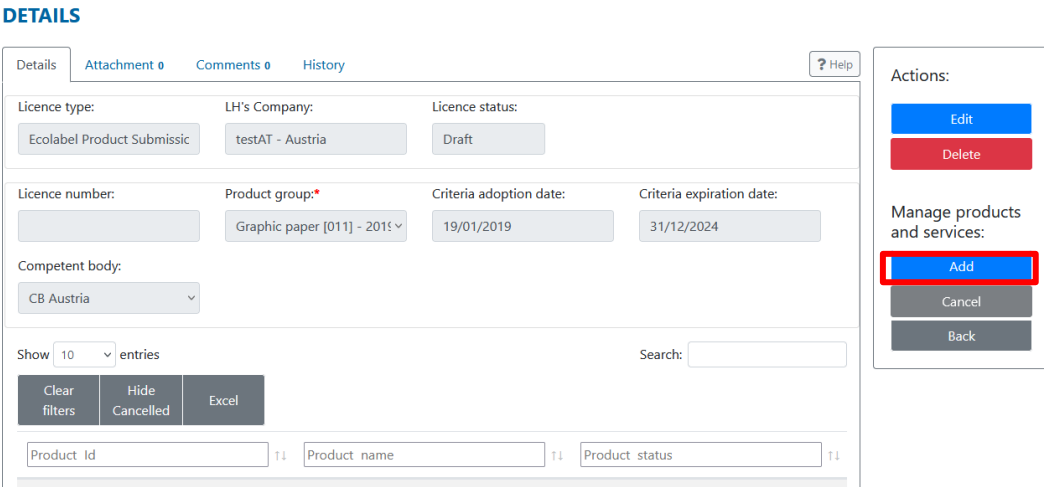 DETAILS
Details Attachment 0 Comments 0 History ? Help
Licence type: LH's Company: Licence status:
Ecolabel Product Submissic testAT - Austria Draft
Licence number: Product group:* Criteria adoption date: Criteria expiration date:
Graphic paper [011] - 2019 19/01/2019 31/12/2024
Competent body:
CB Austria
Show 10 entries Search:
Clear filters Hide Cancelled Excel
Product Id Product name Product status
Actions:
Edit
Delete
Manage products
and services:
Add
Cancel
Back